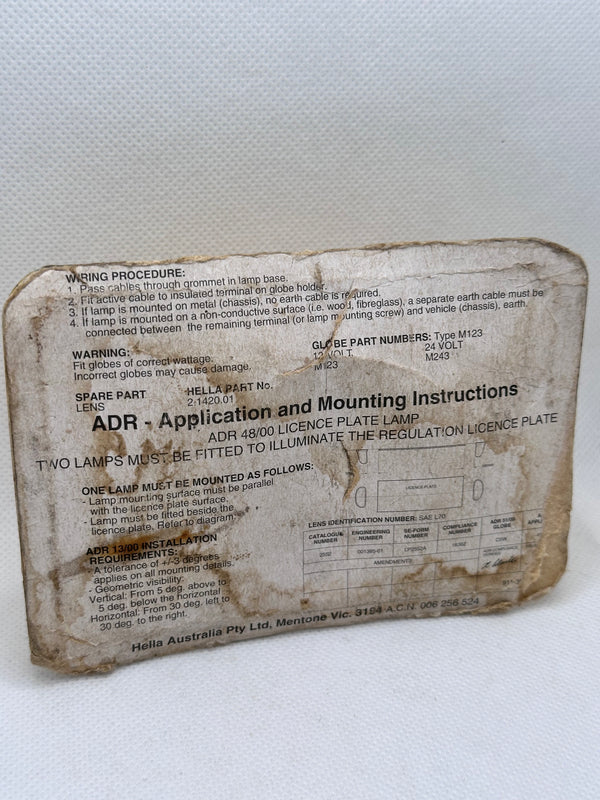 WIRING PROCEDURE:
1. Pass cables through grommet in lamp base.
2. Fit active cable to insulated terminal on globe holder.
3. If lamp is mounted on metal (chassis), no earth cable is required.
4. If lamp is mounted on a non-conductive surface (i.e. wood, fibreglass), a separate earth cable must be
connected between the remaining terminal (or lamp mounting screw) and vehicle (chassis), earth.
WARNING:
Fit globes of correct wattage.
Incorrect globes may cause damage.
GLOBE PART NUMBERS: Type M123
12 VOLT 24 VOLT
M123 M243
SPARE PART HELLA PART No.
LENS 2-1420.01
ADR - Application and Mounting Instructions
ADR 48/00 LICENCE PLATE LAMP
TWO LAMPS MUST BE FITTED TO ILLUMINATE THE REGULATION LICENCE PLATE
ONE LAMP MUST BE MOUNTED AS FOLLOWS:
- Lamp mounting surface must be parallel
with the licence plate surface.
- Lamp must be fitted beside the
licence plate. Refer to diagram.
LICENCE PLATE
ADR 13/00 INSTALLATION
REQUIREMENTS:
- A tolerance of +/-3 degrees
applies on all mounting details.
- Geometric visibility.
Vertical: From 5 deg. above to
5 deg. below the horizontal
Horizontal: From 30 deg. left to
30 deg. to the right.
LENS IDENTIFICATION NUMBER: SAE L70
CATALOGUE NUMBER ENGINEERING NUMBER SE-FORM NUMBER COMPLIANCE NUMBER ADR 51/00 GLOBE
2552 001395-01 C5W
AMENDMENTS
Hella Australia Pty Ltd, Mentone Vic. 3194 A.C.N. 006 256 524